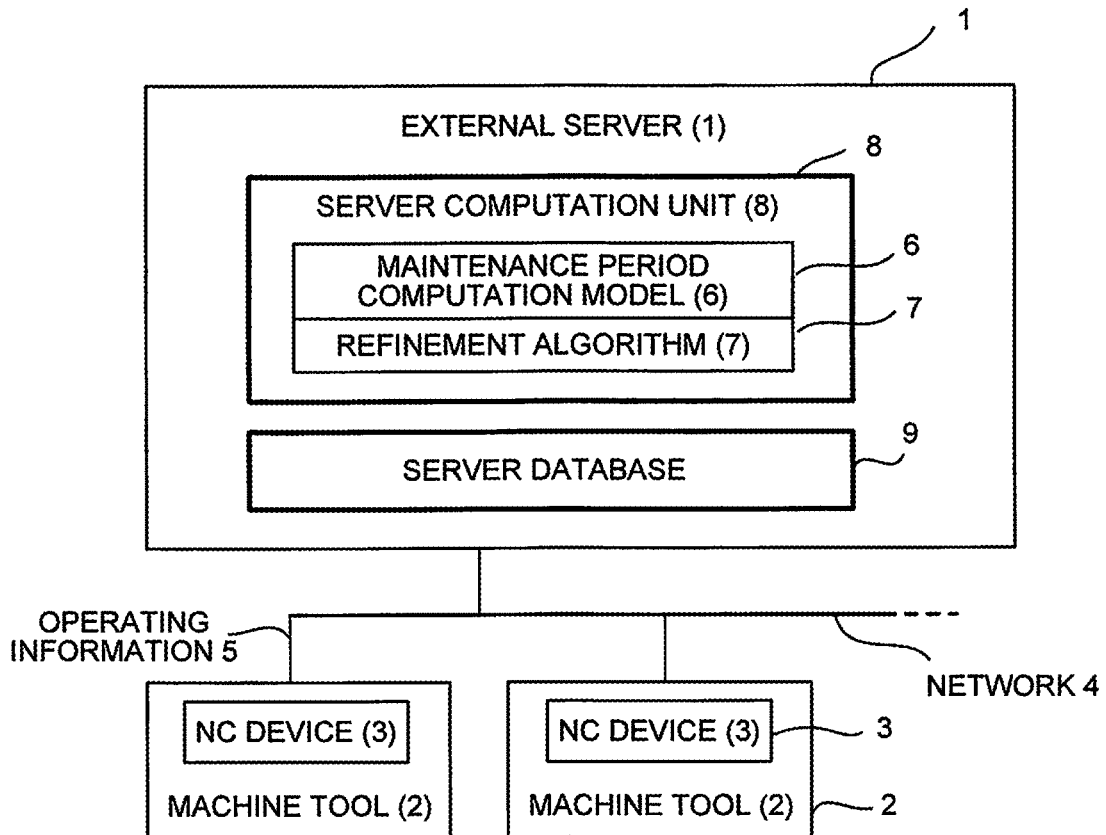 1
EXTERNAL SERVER (1)
8
SERVER COMPUTATION UNIT (8)
MAINTENANCE PERIOD
COMPUTATION MODEL (6)
6
REFINEMENT ALGORITHM (7)
7
SERVER DATABASE
9
OPERATING
INFORMATION 5
NETWORK 4
NC DEVICE (3)
MACHINE TOOL (2)
NC DEVICE (3)
3
MACHINE TOOL (2)
2